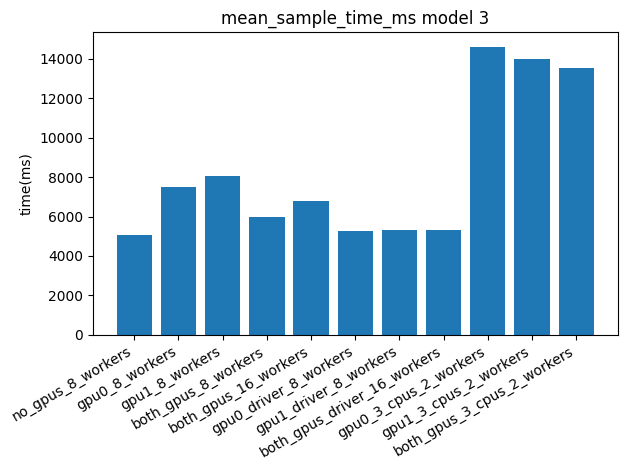 mean_sample_time_ms model 3
time(ms)
14000
12000
10000
8000
6000
4000
2000
0
no_gpus_8_workers
gpu0_8_workers
gpu1_8_workers
both_gpus_8_workers
both_gpus_16_workers
gpu0_driver_8_workers
gpu1_driver_8_workers
both_gpus_driver_16_workers
gpu0_3_cpus_2_workers
gpu1_3_cpus_2_workers
both_gpus_3_cpus_2_workers